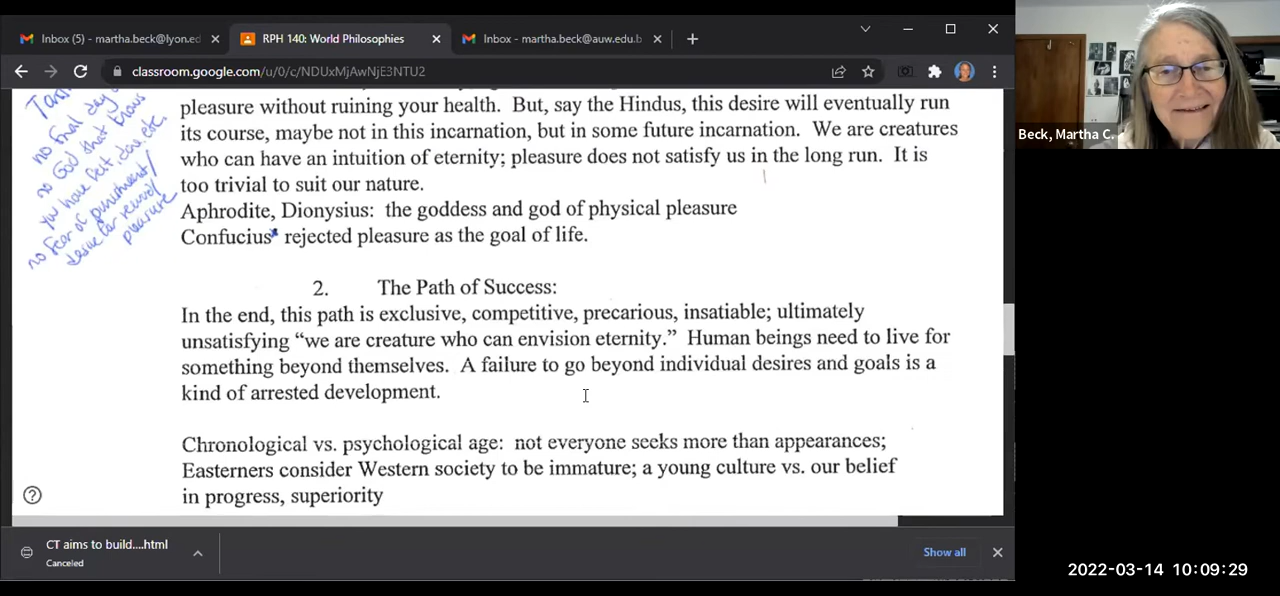 Inbox (5) - martha.beck@lyon.ed
RPH 140: World Philosophies
Inbox - martha.beck@auw.edu.b
classroom.google.com/u/0/c/NDUxMjAwNjE3NTU2
no final day
no God that knows
you have felt, done, etc.
no fear of punishment/
desire for reward/
pleasure
pleasure without ruining your health. But, say the Hindus, this desire will eventually run
its course, maybe not in this incarnation, but in some future incarnation. We are creatures
who can have an intuition of eternity; pleasure does not satisfy us in the long run. It is
too trivial to suit our nature.
Aphrodite, Dionysius: the goddess and god of physical pleasure
Confucius* rejected pleasure as the goal of life.
2. The Path of Success:
In the end, this path is exclusive, competitive, precarious, insatiable; ultimately
unsatisfying “we are creature who can envision eternity.” Human beings need to live for
something beyond themselves. A failure to go beyond individual desires and goals is a
kind of arrested development.
Chronological vs. psychological age: not everyone seeks more than appearances;
Easterners consider Western society to be immature; a young culture vs. our belief
in progress, superiority
CT aims to build....html
Canceled
Show all
Beck, Martha C.
2022-03-14 10:09:29